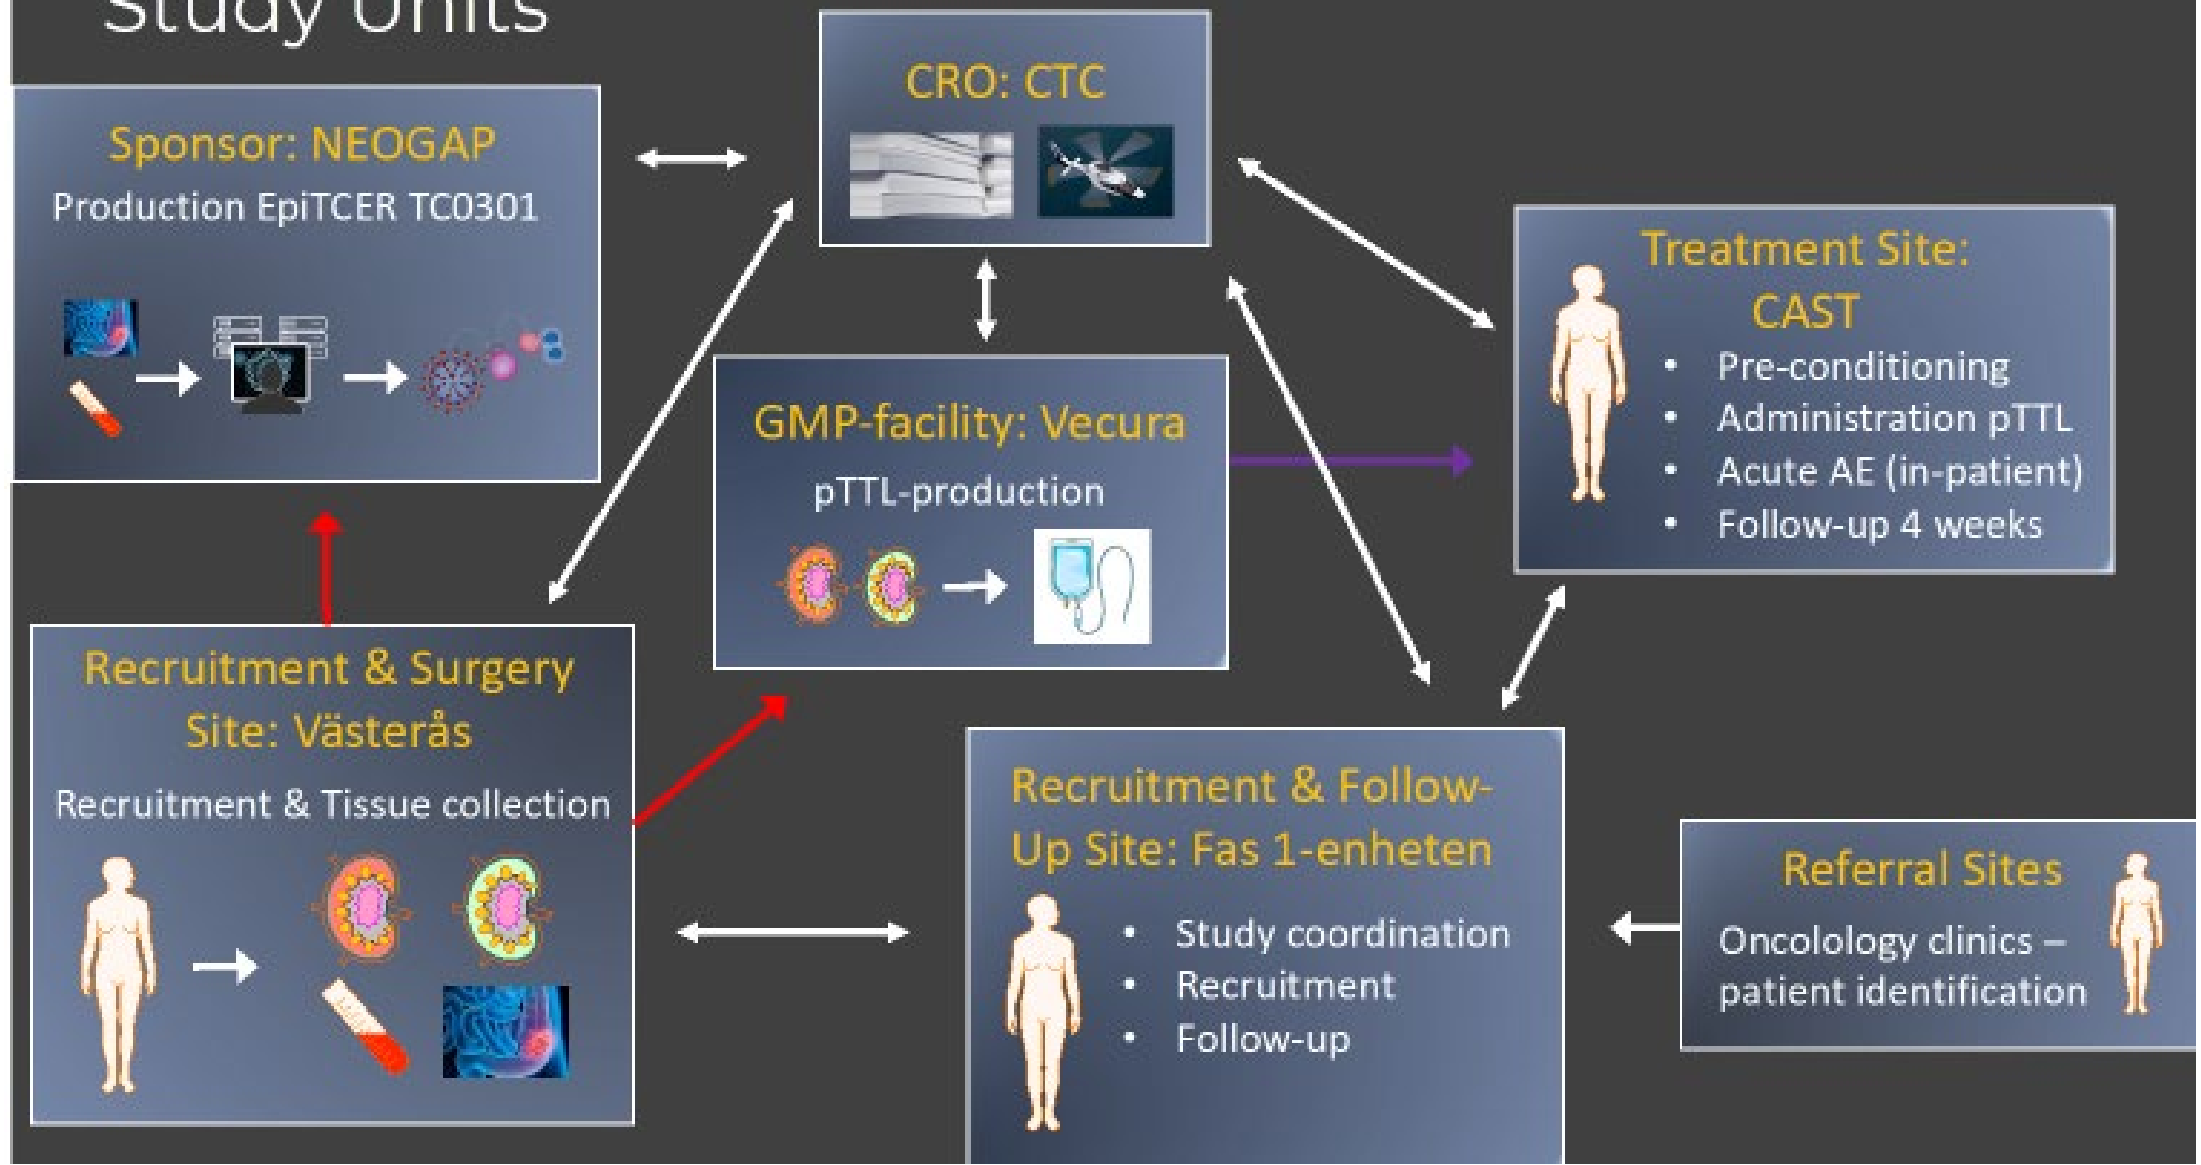 Study Units
Sponsor: NEOGAP
Production EpiTCER TC0301
CRO: CTC
Treatment Site:
CAST
• Pre-conditioning
• Administration pTTL
• Acute AE (in-patient)
• Follow-up 4 weeks
GMP-facility: Vecura
pTTL-production
Recruitment & Surgery
Site: Västerås
Recruitment & Tissue collection
Recruitment & Follow-
Up Site: Fas 1-enheten
• Study coordination
• Recruitment
• Follow-up
Referral Sites
Oncolology clinics –
patient identification